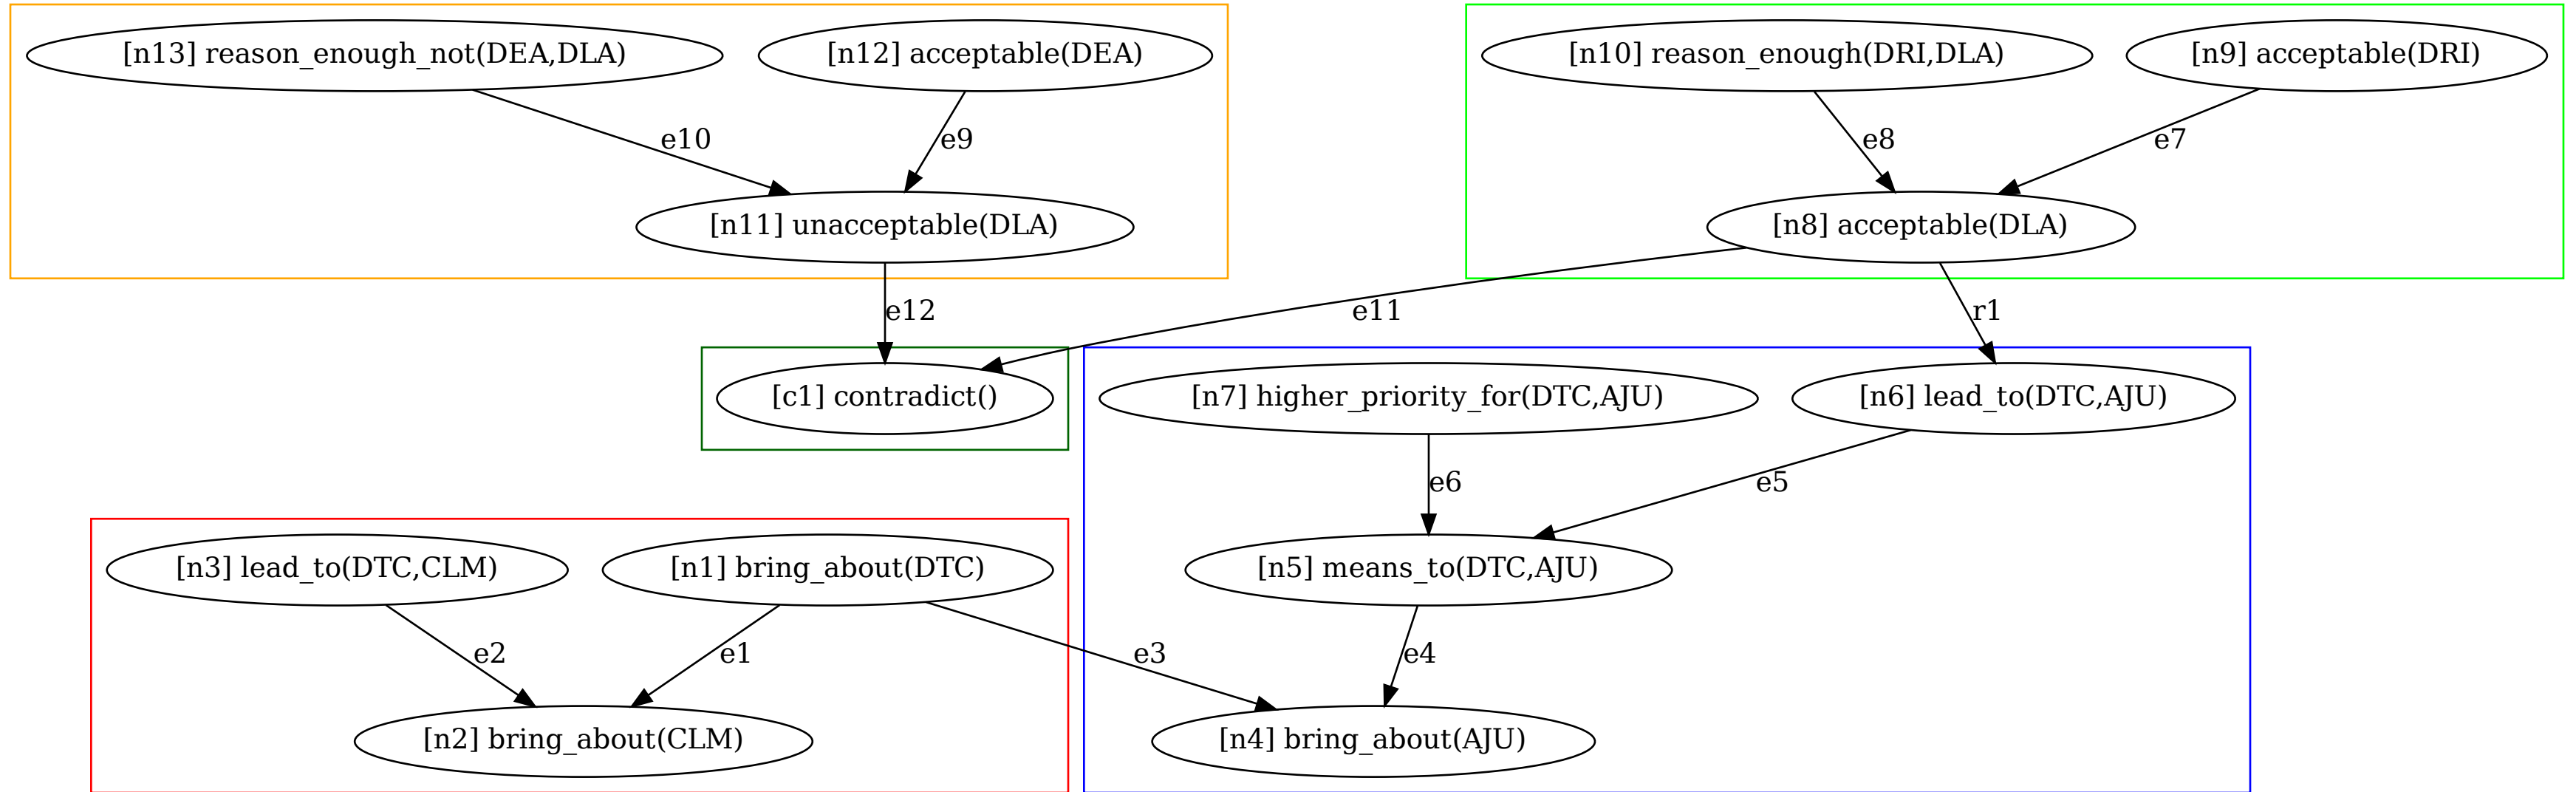 [n13] reason_enough_not(DEA,DLA)
[n12] acceptable(DEA)
[n10] reason_enough(DRI,DLA)
[n9] acceptable(DRI)
e10
e9
e8
e7
[n11] unacceptable(DLA)
[n8] acceptable(DLA)
e12
e11
r1
[c1] contradict()
[n7] higher_priority_for(DTC,AJU)
[n6] lead_to(DTC,AJU)
e6
e5
[n3] lead_to(DTC,CLM)
[n1] bring_about(DTC)
[n5] means_to(DTC,AJU)
e2
e1
e3
e4
[n2] bring_about(CLM)
[n4] bring_about(AJU)